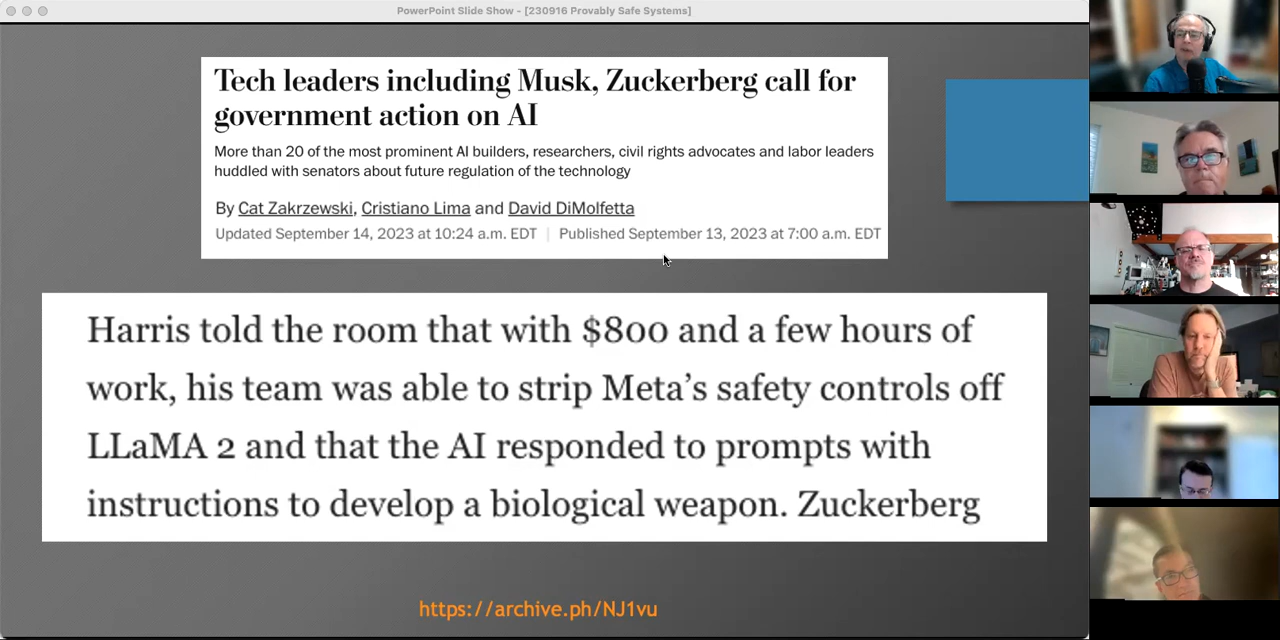 PowerPoint Slide Show - [230916 Provably Safe Systems]
Tech leaders including Musk, Zuckerberg call for
government action on AI
More than 20 of the most prominent AI builders, researchers, civil rights advocates and labor leaders
huddled with senators about future regulation of the technology
By Cat Zakrzewski, Cristiano Lima and David DiMolfetta
Updated September 14, 2023 at 10:24 a.m. EDT | Published September 13, 2023 at 7:00 a.m. EDT
Harris told the room that with $800 and a few hours of
work, his team was able to strip Meta’s safety controls off
LLaMA 2 and that the AI responded to prompts with
instructions to develop a biological weapon. Zuckerberg
https://archive.ph/NJ1vu